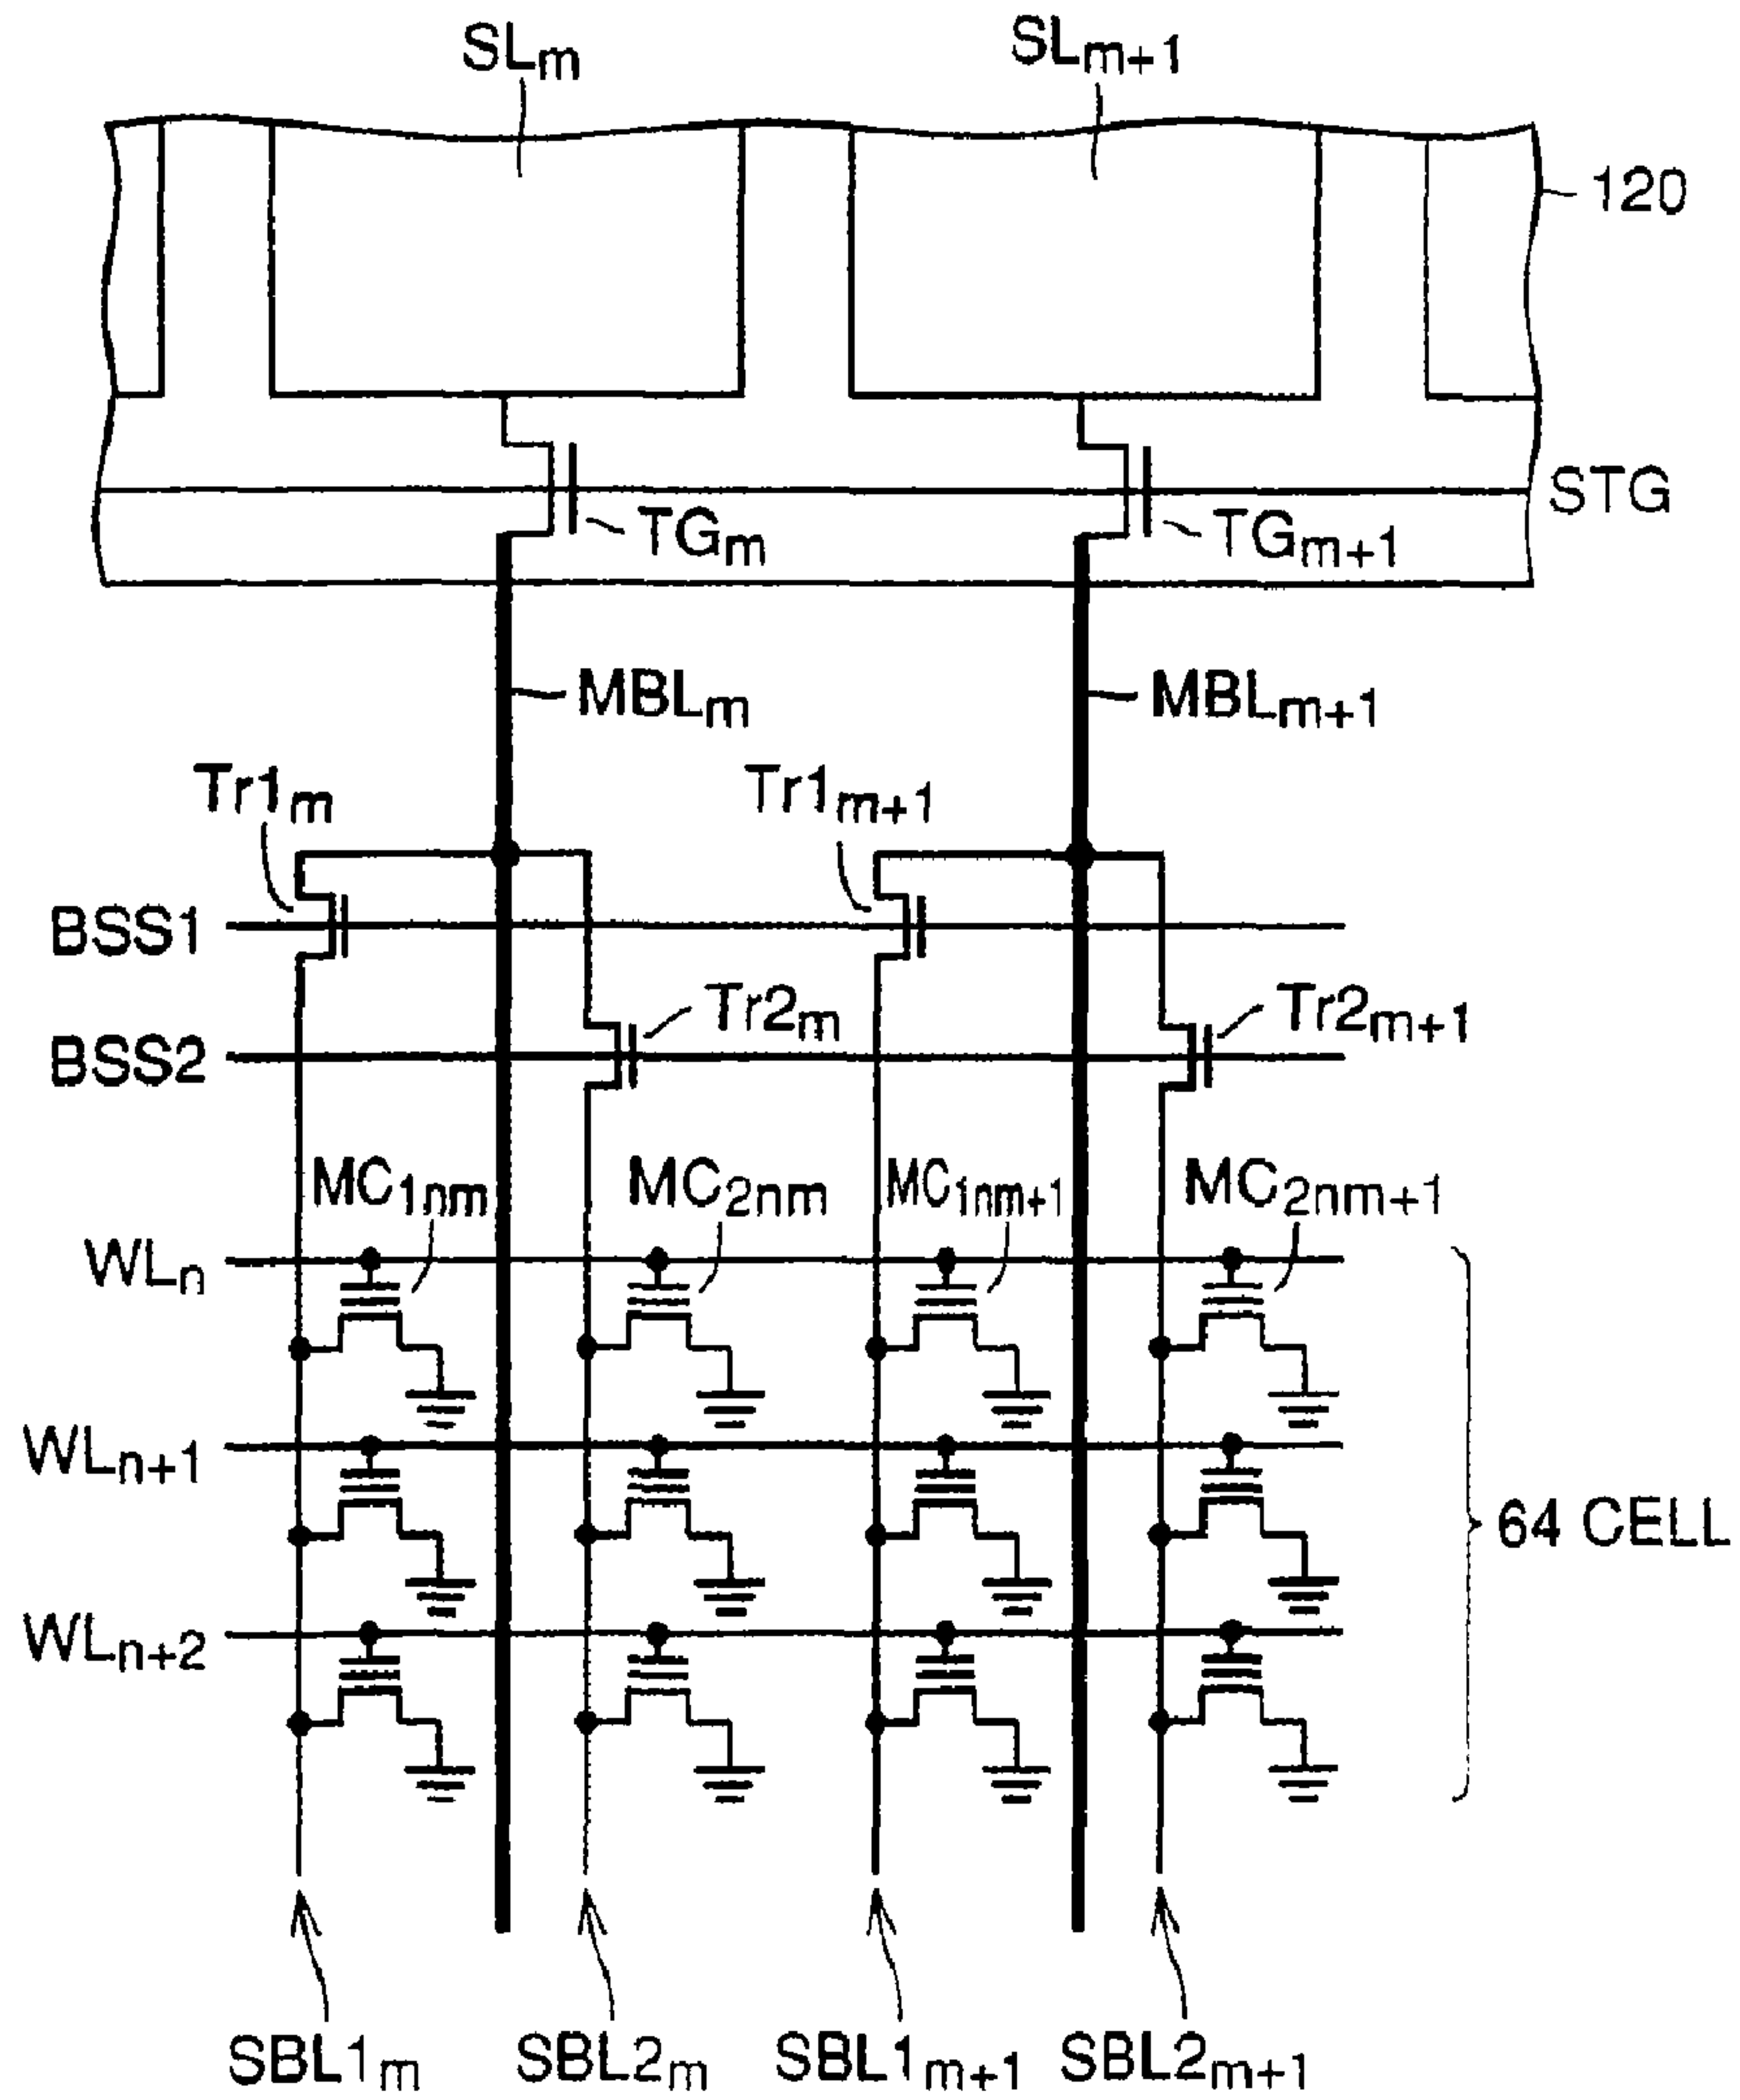 SLm SLm+1
120
STG
TGm TGm+1
MBLm MBLm+1
Tr1m Tr1m+1
BSS1
Tr2m Tr2m+1
BSS2
MC1nm MC2nm MC1nm+1 MC2nm+1
WLn
WLn+1
64 CELL
WLn+2
SBL1m SBL2m SBL1m+1 SBL2m+1